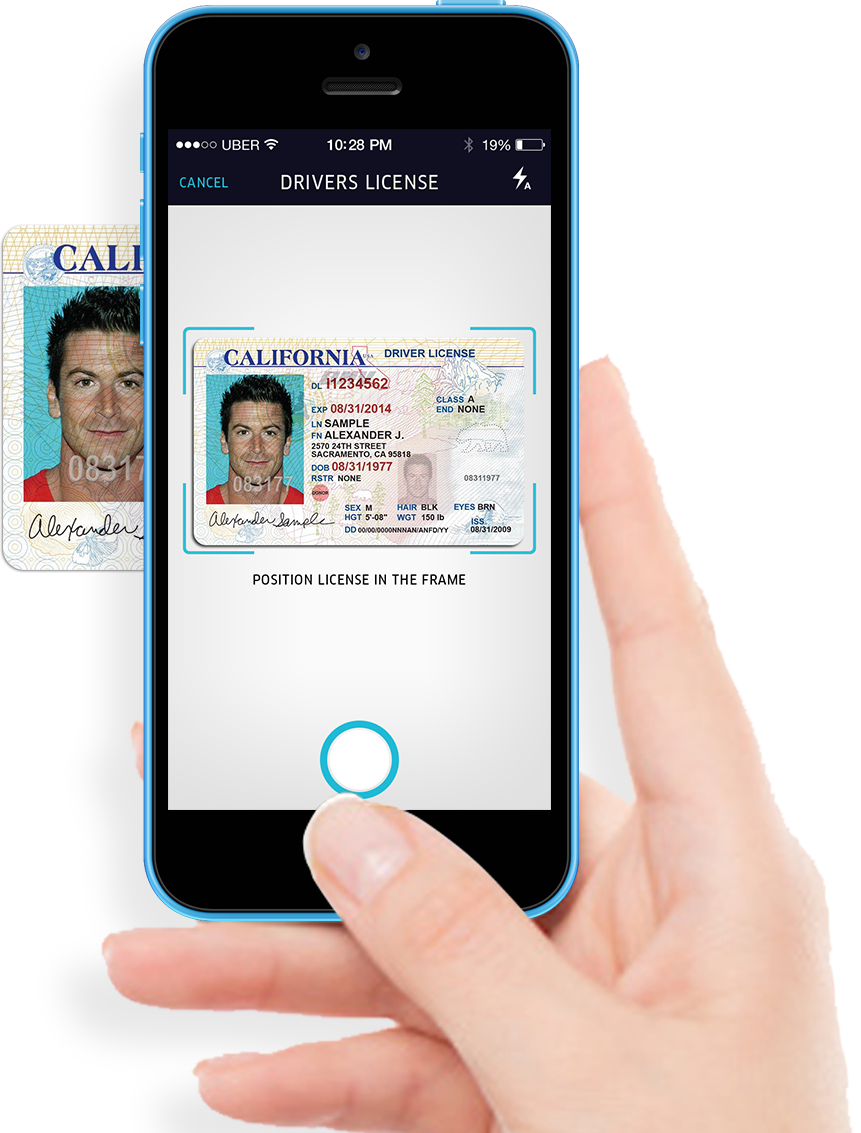 UBER 10:28 PM 19%
CANCEL DRIVERS LICENSE A
CALI
083177
Alexander
CALIFORNIA USA DRIVER LICENSE
DL I1234562
CLASS A
EXP 08/31/2014 END NONE
LN SAMPLE
FN ALEXANDER J.
2570 24TH STREET
SACRAMENTO, CA 95818
DOB 08/31/1977
RSTR NONE 08311977
083177
DONOR
Alexander Sample
SEX M HAIR BLK EYES BRN
HGT 5'-08" WGT 150 lb ISS.
DD 00/00/0000NNNAN/ANFD/YY 08/31/2009
POSITION LICENSE IN THE FRAME